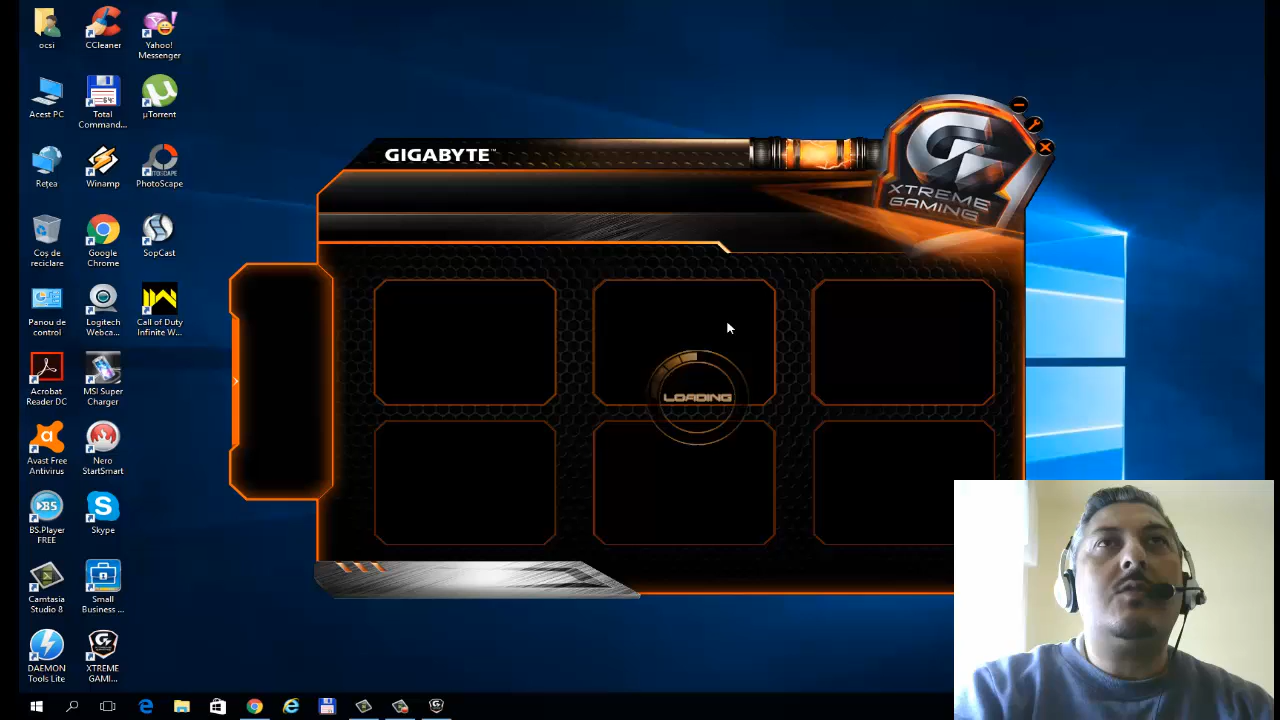 ocsi
CCleaner
Yahoo!
Messenger
Acest PC
Total
Command...
µTorrent
Rețea
Winamp
PhotoScape
Coș de
reciclare
Google
Chrome
SopCast
Panou de
control
Logitech
Webca...
Call of Duty
Infinite W...
Acrobat
Reader DC
MSI Super
Charger
Avast Free
Antivirus
Nero
StartSmart
BS.Player
FREE
Skype
Camtasia
Studio 8
Small
Business ...
DAEMON
Tools Lite
XTREME
GAMI...
GIGABYTE™
XTREME
GAMING
LOADING